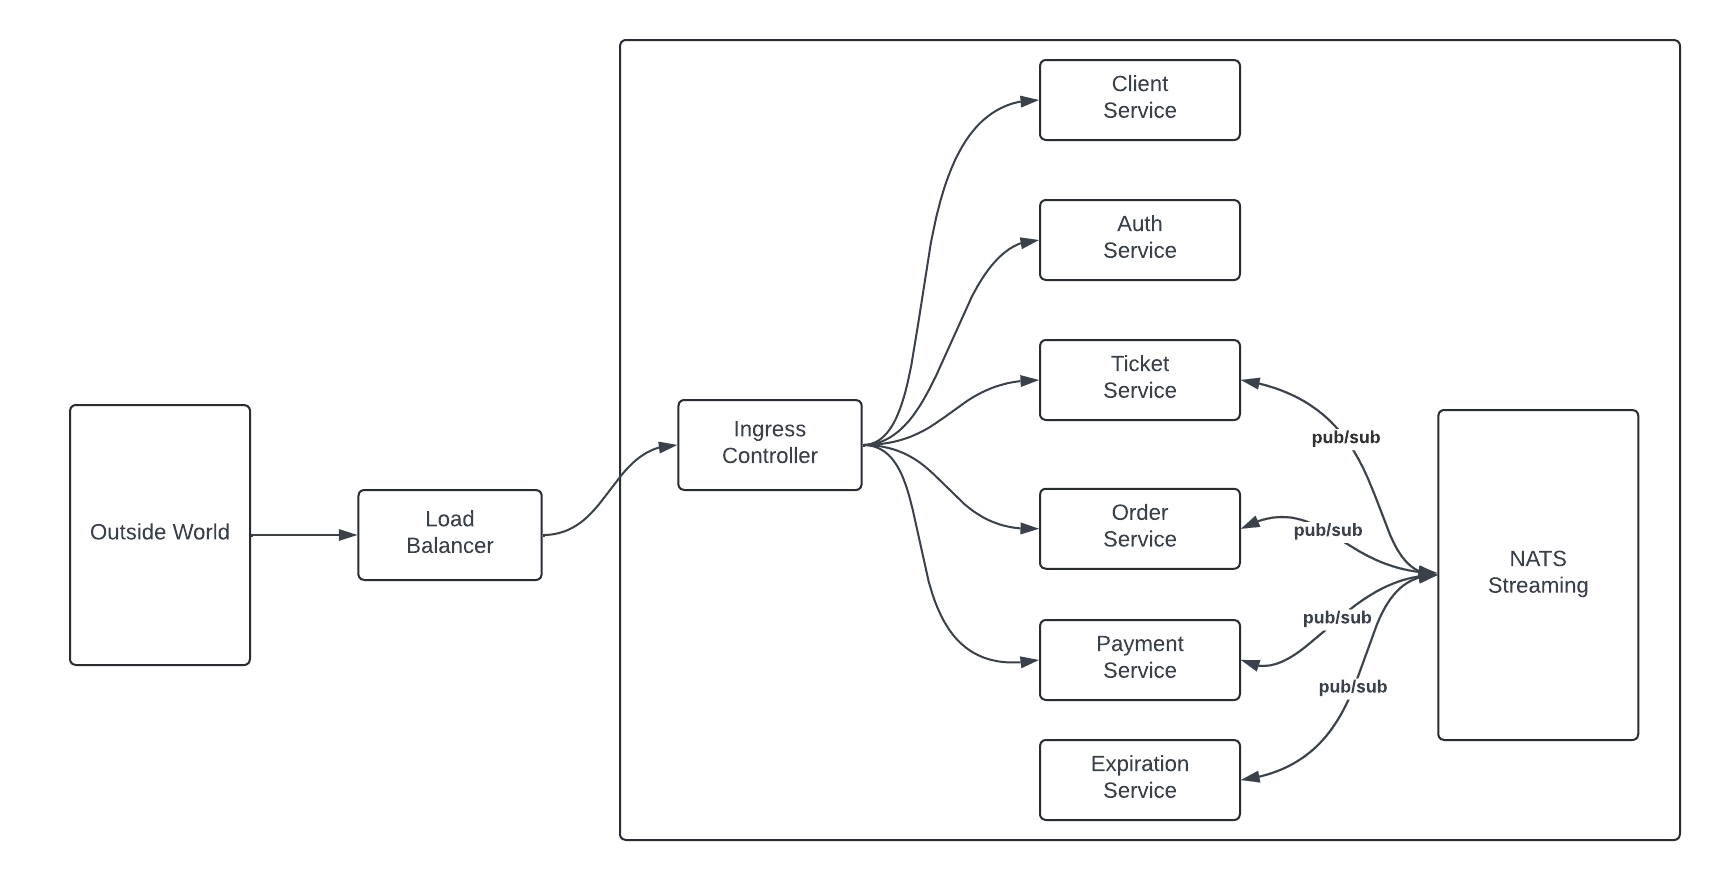 Outside World
Load
Balancer
Ingress
Controller
Client
Service
Auth
Service
Ticket
Service
Order
Service
Payment
Service
Expiration
Service
pub/sub
pub/sub
pub/sub
pub/sub
NATS
Streaming